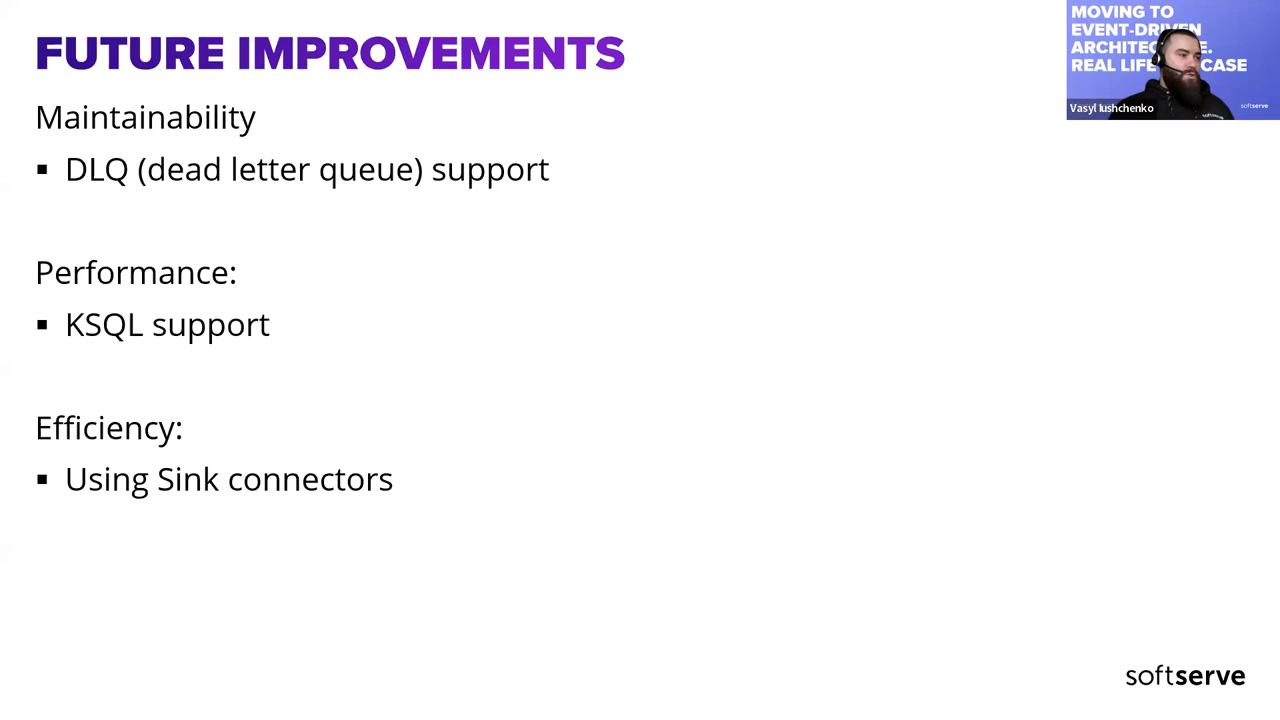 FUTURE IMPROVEMENTS
Maintainability
▪ DLQ (dead letter queue) support
Performance:
▪ KSQL support
Efficiency:
▪ Using Sink connectors
MOVING TO
EVENT-DRIVEN
REAL LIFE CASE
Vasyl Iushchenko
softserve
softserve